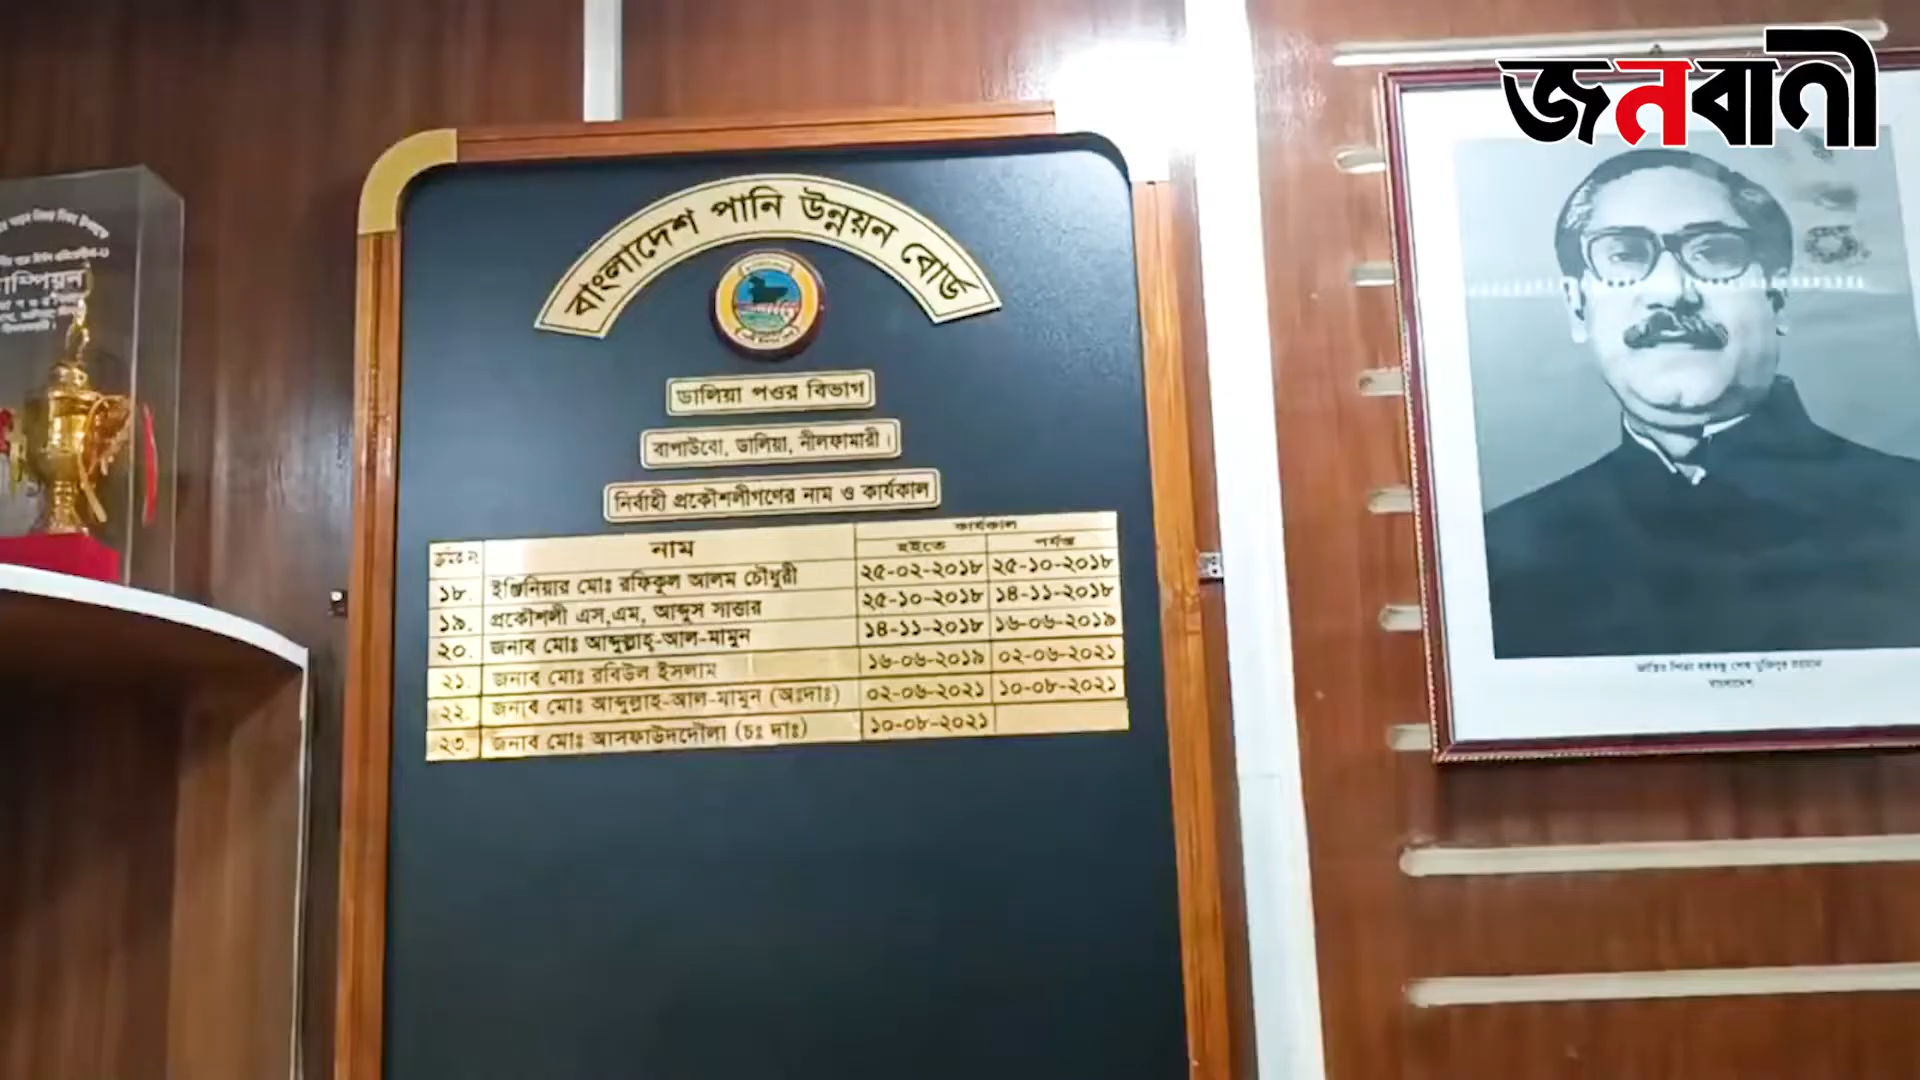 জনবাণী
বাংলাদেশ পানি উন্নয়ন বোর্ড
ডালিয়া পওর বিভাগ
বাপাউবো, ডালিয়া, নীলফামারী।
নির্বাহী প্রকৌশলীগণের নাম ও কার্যকাল
নাম কার্যকাল
হইতে পর্যন্ত
১৮. ইঞ্জিনিয়ার মোঃ রফিকুল আলম চৌধুরী ২৫-০২-২০১৮ ২৫-১০-২০১৮
১৯. প্রকৌশলী এস,এম, আব্দুস সাত্তার ২৫-১০-২০১৮ ১৪-১১-২০১৮
২০. জনাব মোঃ আব্দুল্লাহ্-আল-মামুন ১৪-১১-২০১৮ ১৬-০৬-২০১৯
২১. জনাব মোঃ রবিউল ইসলাম ১৬-০৬-২০১৯ ০২-০৬-২০২১
২২. জনাব মোঃ আব্দুল্লাহ-আল-মামুন (অঃদাঃ) ০২-০৬-২০২১ ১০-০৮-২০২১
২৩. জনাব মোঃ আসফাউদদৌলা (চঃ দাঃ) ১০-০৮-২০২১
জাতির পিতা বঙ্গবন্ধু শেখ মুজিবুর রহমান
বাংলাদেশ